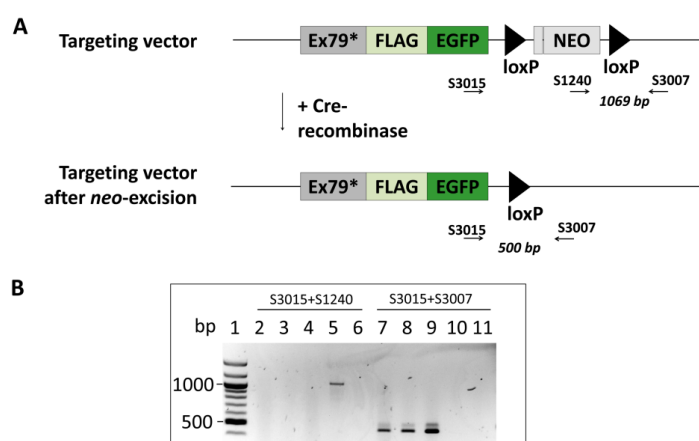 A
Targeting vector
Ex79* FLAG EGFP NEO
loxP loxP
S3015 S1240 S3007
1069 bp
+ Cre-
recombinase
Targeting vector
after neo-excision
Ex79* FLAG EGFP
loxP
S3015 S3007
500 bp
B
S3015+S1240 S3015+S3007
bp 1 2 3 4 5 6 7 8 9 10 11
1000
500